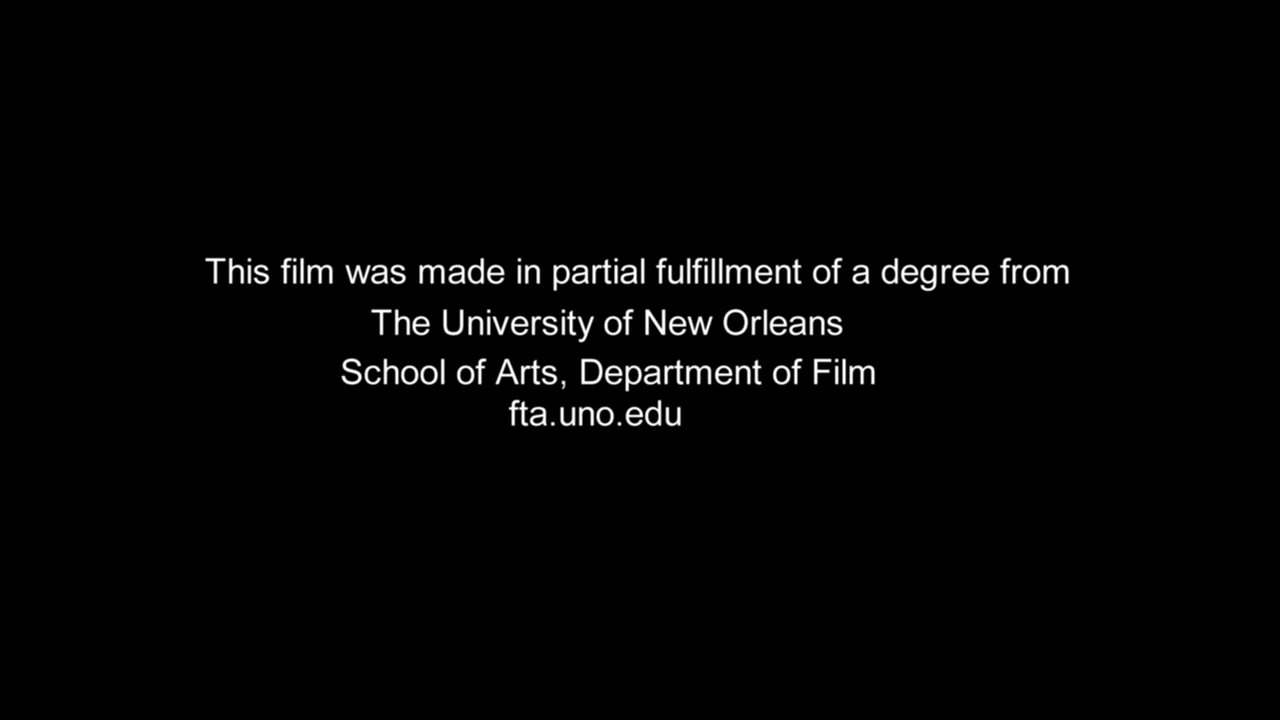 This film was made in partial fulfillment of a degree from
The University of New Orleans
School of Arts, Department of Film
fta.uno.edu